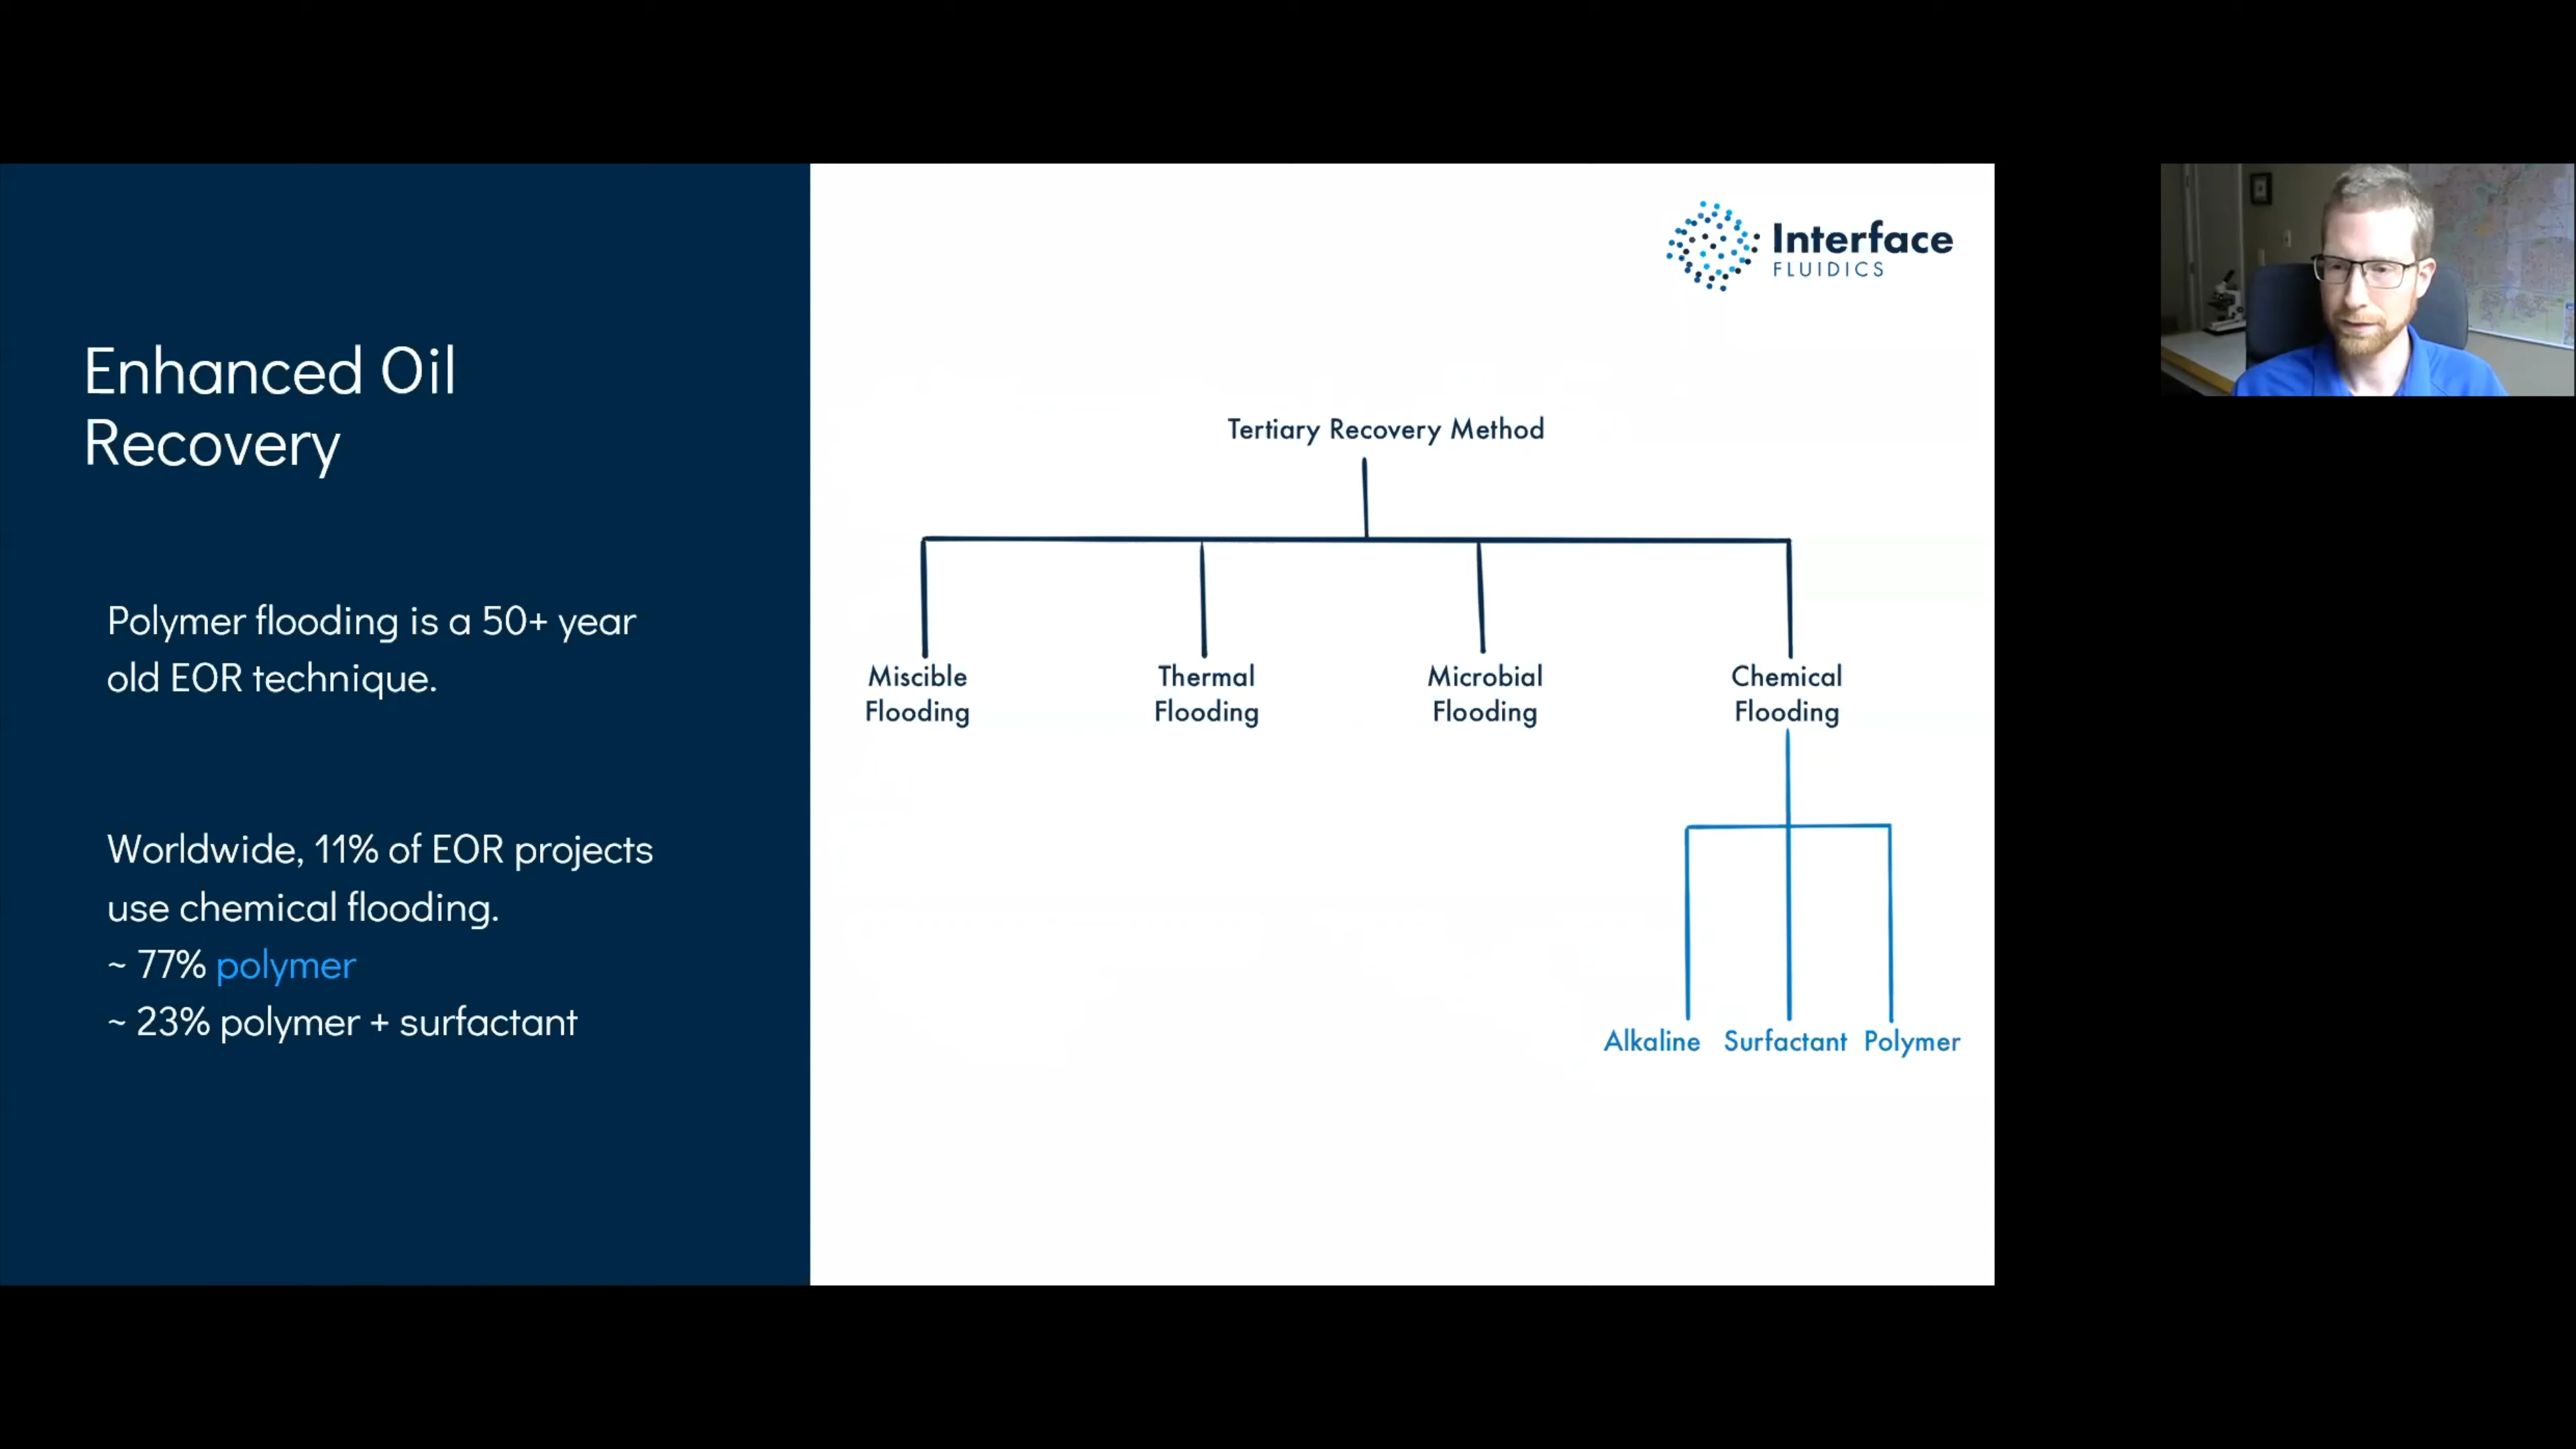 Enhanced Oil
Recovery
Polymer flooding is a 50+ year
old EOR technique.
Worldwide, 11% of EOR projects
use chemical flooding.
~ 77% polymer
~ 23% polymer + surfactant
Interface
FLUIDICS
Tertiary Recovery Method
Miscible
Flooding
Thermal
Flooding
Microbial
Flooding
Chemical
Flooding
Alkaline
Surfactant
Polymer